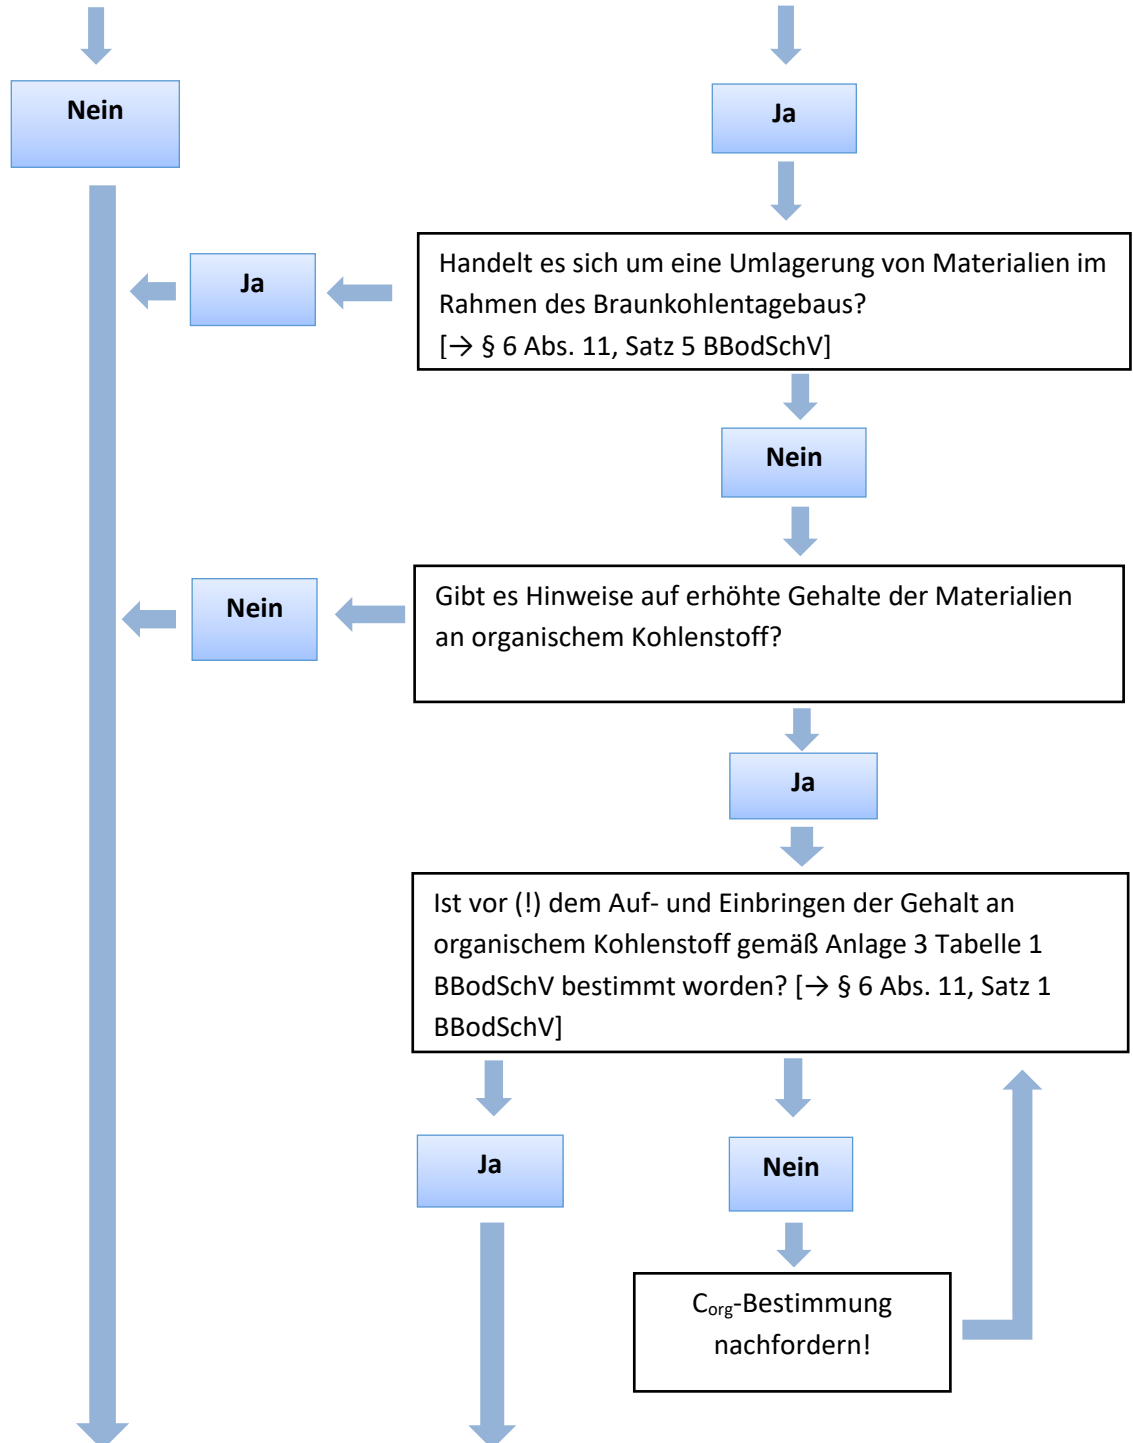 Nein
Ja
Handelt es sich um eine Umlagerung von Materialien im
Rahmen des Braunkohlentagebaus?
[→ § 6 Abs. 11, Satz 5 BBodSchV]
Ja
Nein
Gibt es Hinweise auf erhöhte Gehalte der Materialien
an organischem Kohlenstoff?
Nein
Ja
Ist vor (!) dem Auf- und Einbringen der Gehalt an
organischem Kohlenstoff gemäß Anlage 3 Tabelle 1
BBodSchV bestimmt worden? [→ § 6 Abs. 11, Satz 1
BBodSchV]
Ja
Nein
Corg-Bestimmung
nachfordern!